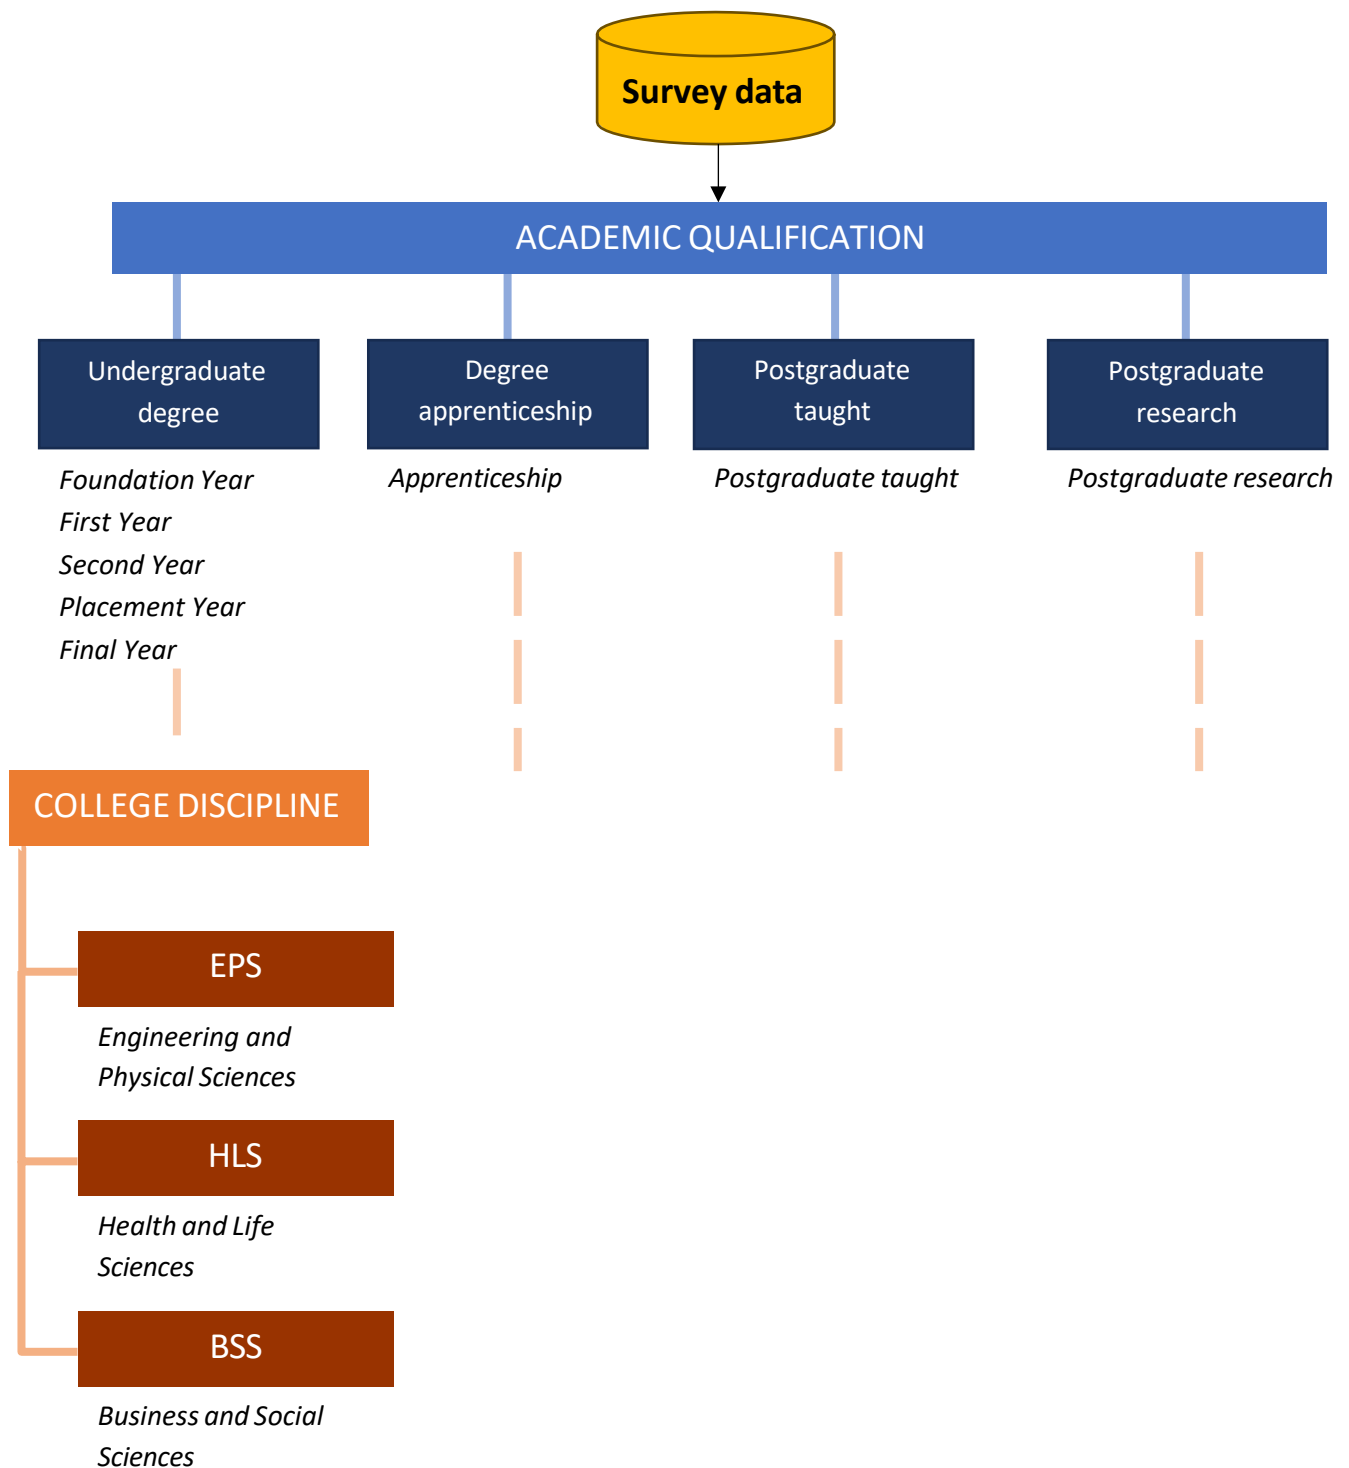 Survey data
ACADEMIC QUALIFICATION
Undergraduate
degree
Foundation Year
First Year
Second Year
Placement Year
Final Year
Degree
apprenticeship
Apprenticeship
Postgraduate
taught
Postgraduate taught
Postgraduate
research
Postgraduate research
COLLEGE DISCIPLINE
EPS
Engineering and
Physical Sciences
HLS
Health and Life
Sciences
BSS
Business and Social
Sciences